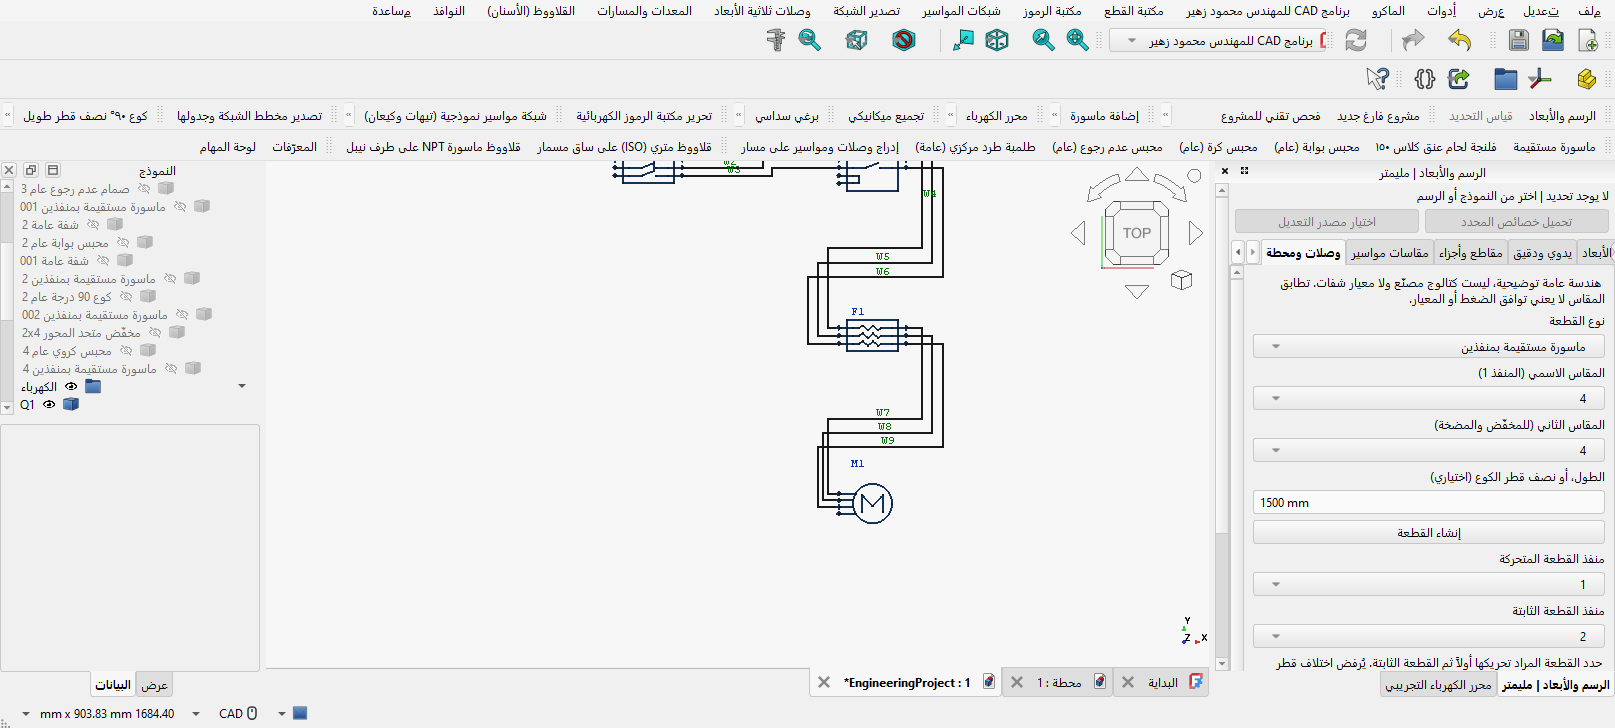 ملف تعديل عرض أدوات الماكرو برنامج CAD للمهندس محمود زهير مكتبة القطع مكتبة الرموز شبكات المواسير تصدير الشبكة وصلات ثلاثية الأبعاد المعدات والمسارات القلاووظ (الأسنان) النوافذ مساعدة
برنامج CAD للمهندس محمود زهير
الرسم والأبعاد قياس التحديد مشروع فارغ جديد فحص تقني للمشروع » إضافة ماسورة » محرر الكهرباء » تجميع ميكانيكي » برغي سداسي » تحرير مكتبة الرموز الكهربائية شبكة مواسير نموذجية (تيهات وكيعان) » تصدير مخطط الشبكة وجدولها كوع ٩٠° نصف قطر طويل »
ماسورة مستقيمة فلنجة لحام عنق كلاس ١٥٠ محبس بوابة (عام) محبس كرة (عام) محبس عدم رجوع (عام) طلمبة طرد مركزي (عامة) إدراج وصلات ومواسير على مسار قلاووظ متري (ISO) على ساق مسمار قلاووظ ماسورة NPT على طرف نيبل المعرّفات لوحة المهام
الرسم والأبعاد | مليمتر
لا يوجد تحديد | اختر من النموذج أو الرسم
تحميل خصائص المحدد اختيار مصدر التعديل
الأبعاد يدوي ودقيق مقاطع وأجزاء مقاسات مواسير وصلات ومحطة
هندسة عامة توضيحية، ليست كتالوج مصنّع ولا معيار شفات. تطابق
المقاس لا يعني توافق الضغط أو المعيار.
نوع القطعة
ماسورة مستقيمة بمنفذين
المقاس الاسمي (المنفذ 1)
4
المقاس الثاني (للمخفّض والمضخة)
4
الطول، أو نصف قطر الكوع (اختياري)
1500 mm
إنشاء القطعة
منفذ القطعة المتحركة
1
منفذ القطعة الثابتة
2
حدد القطعة المراد تحريكها أولاً ثم القطعة الثابتة. يُرفض اختلاف قطر
الرسم والأبعاد | مليمتر محرر الكهرباء التجريبي
W3
W4
W5
W6
F1
W7
W8
W9
M1
M
TOP
Y
Z X
النموذج
صمام عدم رجوع عام 3
ماسورة مستقيمة بمنفذين 001
شفة عامة 2
محبس بوابة عام 2
شفة عامة 001
ماسورة مستقيمة بمنفذين 2
كوع 90 درجة عام 2
ماسورة مستقيمة بمنفذين 002
مخفّض متحد المحور 2x4
محبس كروي عام 4
ماسورة مستقيمة بمنفذين 4
الكهرباء
Q1
البداية محطة : 1 EngineeringProject : 1*
عرض البيانات
CAD 1684.40 mm x 903.83 mm